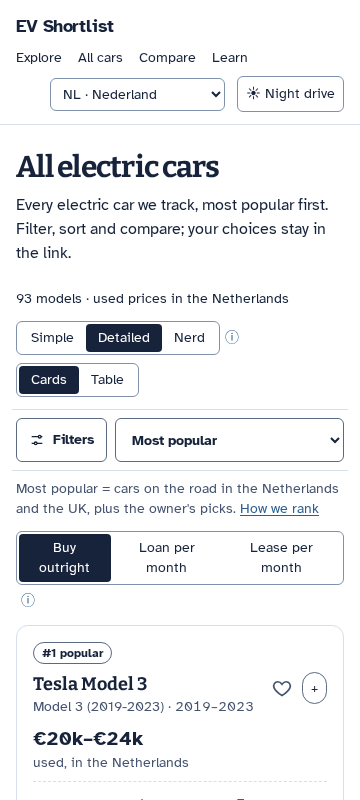 EV Shortlist
Explore All cars Compare Learn
NL · Nederland
Night drive
All electric cars
Every electric car we track, most popular first.
Filter, sort and compare; your choices stay in
the link.
93 models · used prices in the Netherlands
Simple Detailed Nerd ⓘ
Cards Table
Filters
Most popular
Most popular = cars on the road in the Netherlands
and the UK, plus the owner's picks. How we rank
Buy outright
Loan per month
Lease per month
ⓘ
#1 popular
Tesla Model 3
+
Model 3 (2019-2023) · 2019–2023
€20k–€24k
used, in the Netherlands